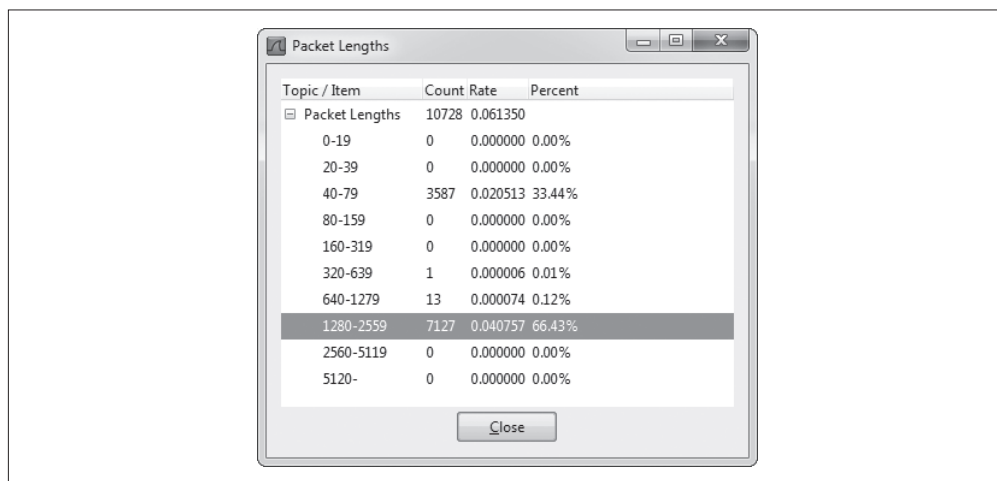 Packet Lengths
Topic / Item Count Rate Percent
Packet Lengths 10728 0.061350
0-19 0 0.000000 0.00%
20-39 0 0.000000 0.00%
40-79 3587 0.020513 33.44%
80-159 0 0.000000 0.00%
160-319 0 0.000000 0.00%
320-639 1 0.000006 0.01%
640-1279 13 0.000074 0.12%
1280-2559 7127 0.040757 66.43%
2560-5119 0 0.000000 0.00%
5120- 0 0.000000 0.00%
Close